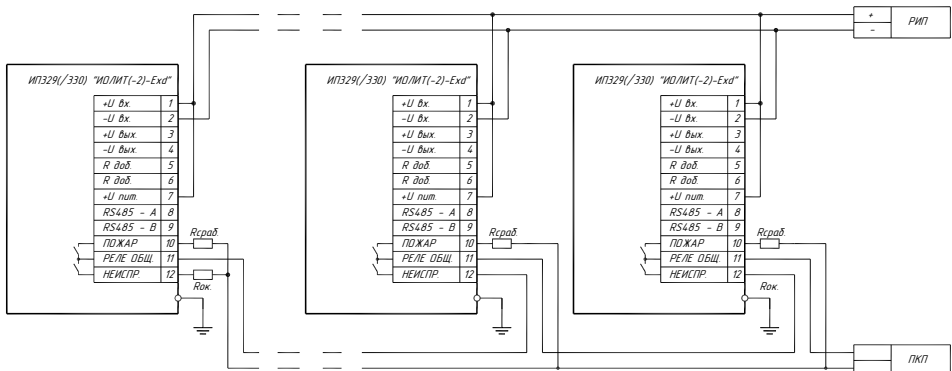 +
РИП
–
ИП329(/330) "ИОЛИТ(-2)-Exd"
+U вх. 1
-U вх. 2
+U вых. 3
-U вых. 4
R доб. 5
R доб. 6
+U пит. 7
RS485 - A 8
RS485 - B 9
ПОЖАР 10
РЕЛЕ ОБЩ. 11
НЕИСПР. 12
Rсраб.
Rок.
ИП329(/330) "ИОЛИТ(-2)-Exd"
+U вх. 1
-U вх. 2
+U вых. 3
-U вых. 4
R доб. 5
R доб. 6
+U пит. 7
RS485 - A 8
RS485 - B 9
ПОЖАР 10
РЕЛЕ ОБЩ. 11
НЕИСПР. 12
Rсраб.
ИП329(/330) "ИОЛИТ(-2)-Exd"
+U вх. 1
-U вх. 2
+U вых. 3
-U вых. 4
R доб. 5
R доб. 6
+U пит. 7
RS485 - A 8
RS485 - B 9
ПОЖАР 10
РЕЛЕ ОБЩ. 11
НЕИСПР. 12
Rсраб.
Rок.
ПКП